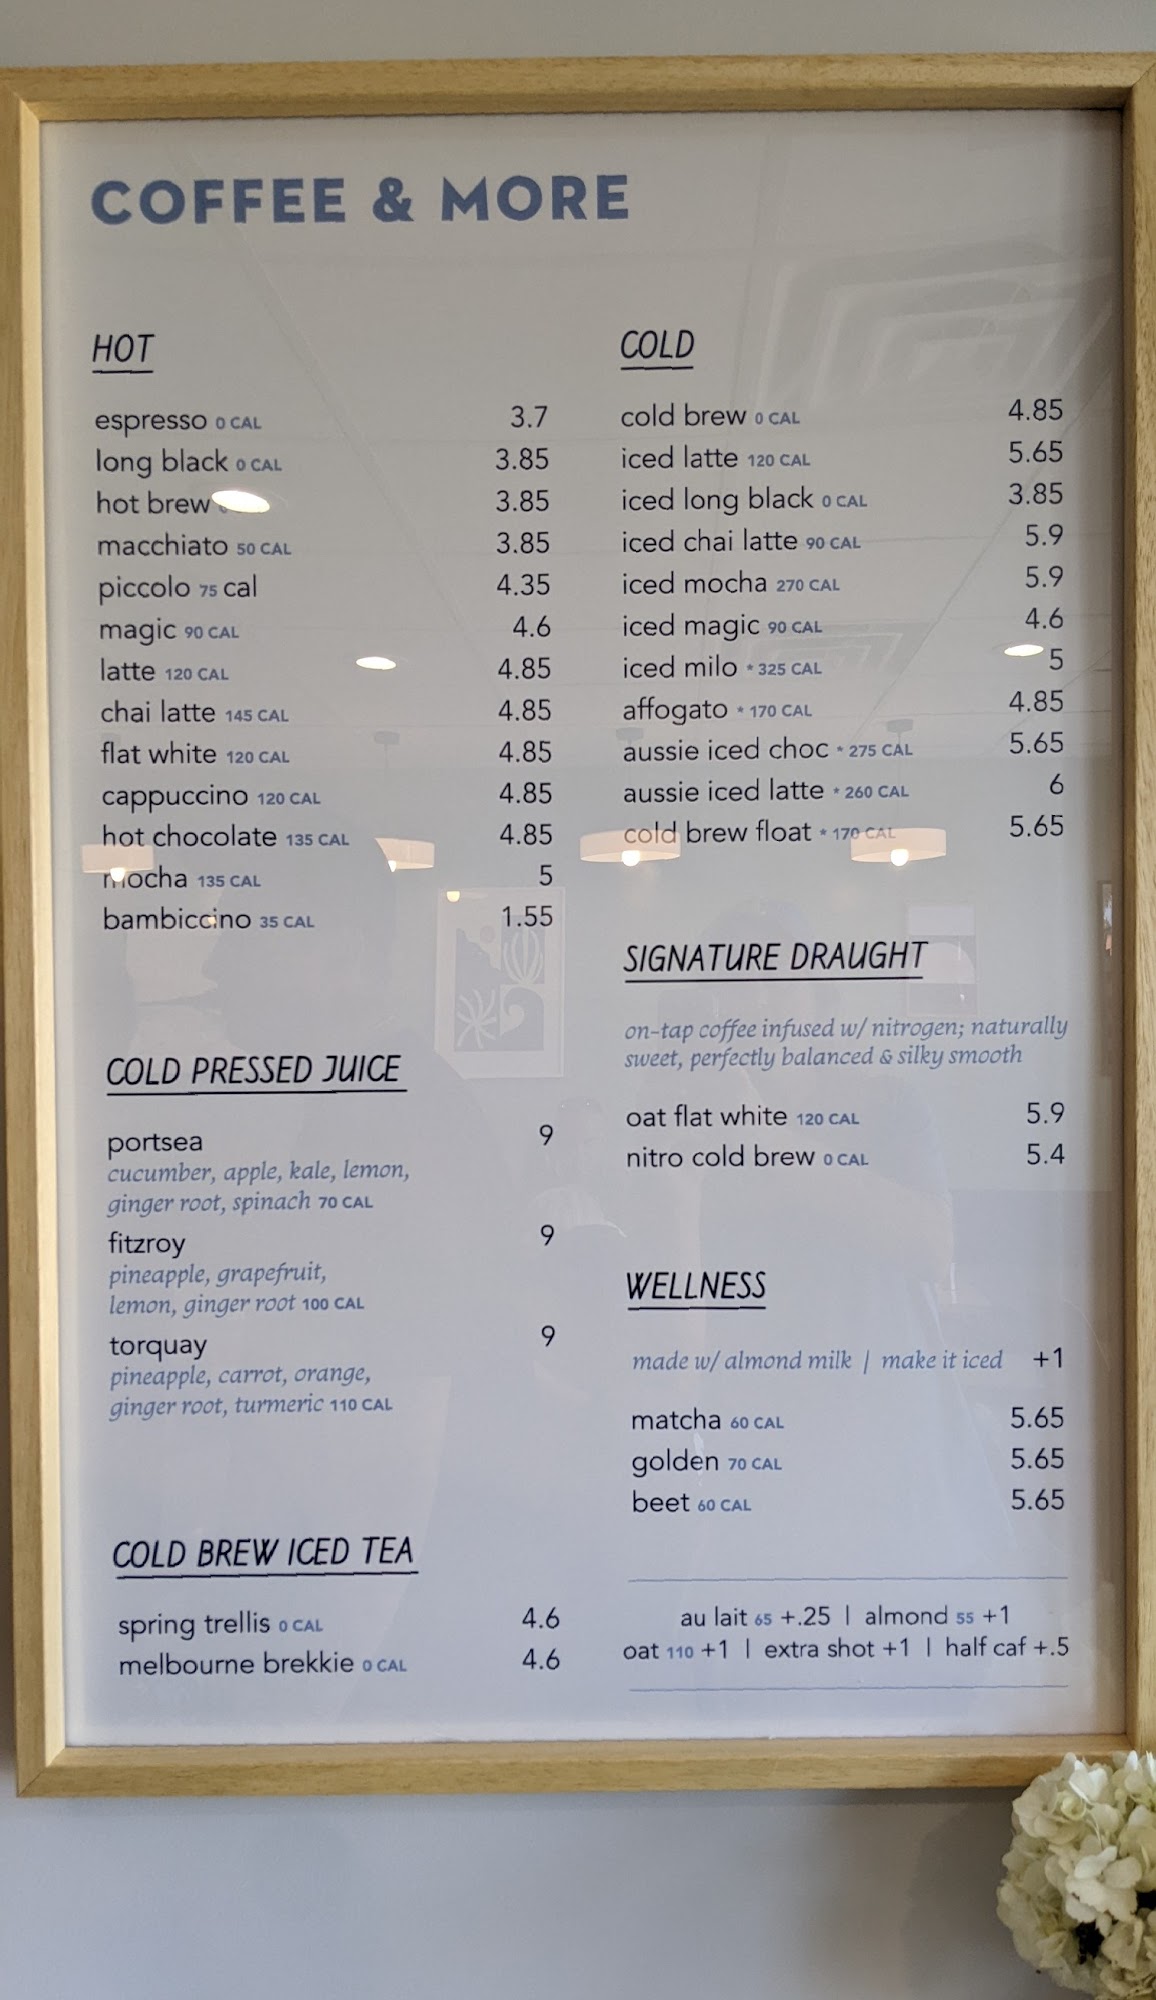 COFFEE & MORE
HOT
espresso 0 CAL 3.7
long black 0 CAL 3.85
hot brew 3.85
macchiato 50 CAL 3.85
piccolo 75 cal 4.35
magic 90 CAL 4.6
latte 120 CAL 4.85
chai latte 145 CAL 4.85
flat white 120 CAL 4.85
cappuccino 120 CAL 4.85
hot chocolate 135 CAL 4.85
mocha 135 CAL 5
bambiccino 35 CAL 1.55
COLD PRESSED JUICE
portsea 9
cucumber, apple, kale, lemon,
ginger root, spinach 70 CAL
fitzroy 9
pineapple, grapefruit,
lemon, ginger root 100 CAL
torquay 9
pineapple, carrot, orange,
ginger root, turmeric 110 CAL
COLD BREW ICED TEA
spring trellis 0 CAL 4.6
melbourne brekkie 0 CAL 4.6
COLD
cold brew 0 CAL 4.85
iced latte 120 CAL 5.65
iced long black 0 CAL 3.85
iced chai latte 90 CAL 5.9
iced mocha 270 CAL 5.9
iced magic 90 CAL 4.6
iced milo * 325 CAL 5
affogato * 170 CAL 4.85
aussie iced choc * 275 CAL 5.65
aussie iced latte * 260 CAL 6
cold brew float * 170 CAL 5.65
SIGNATURE DRAUGHT
on-tap coffee infused w/ nitrogen; naturally
sweet, perfectly balanced & silky smooth
oat flat white 120 CAL 5.9
nitro cold brew 0 CAL 5.4
WELLNESS
made w/ almond milk | make it iced +1
matcha 60 CAL 5.65
golden 70 CAL 5.65
beet 60 CAL 5.65
au lait 65 +.25 | almond 55 +1
oat 110 +1 | extra shot +1 | half caf +.5